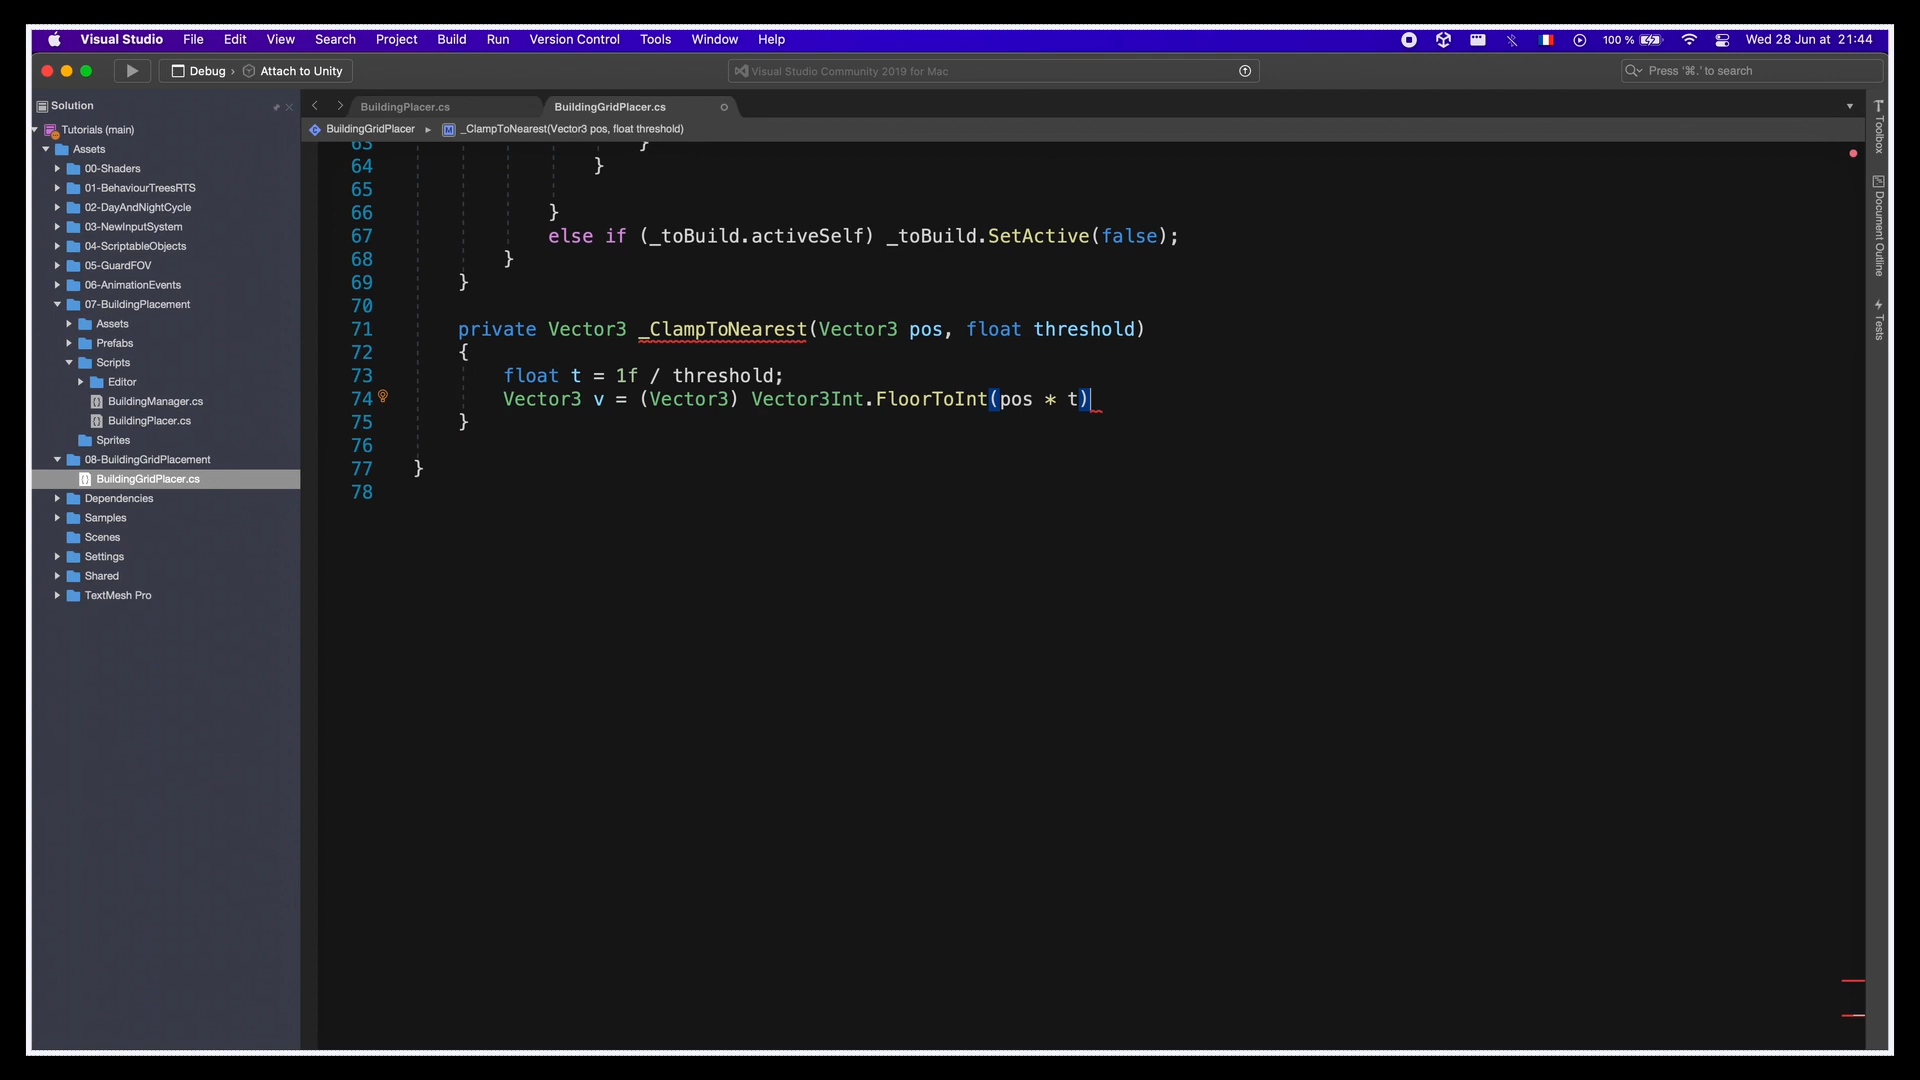 Visual Studio File Edit View Search Project Build Run Version Control Tools Window Help 100 % Wed 28 Jun at 21:44
Debug › Attach to Unity
Visual Studio Community 2019 for Mac
Press '⌘.' to search
Solution
Tutorials (main)
Assets
00-Shaders
01-BehaviourTreesRTS
02-DayAndNightCycle
03-NewInputSystem
04-ScriptableObjects
05-GuardFOV
06-AnimationEvents
07-BuildingPlacement
Assets
Prefabs
Scripts
Editor
BuildingManager.cs
BuildingPlacer.cs
Sprites
08-BuildingGridPlacement
BuildingGridPlacer.cs
Dependencies
Samples
Scenes
Settings
Shared
TextMesh Pro
BuildingPlacer.cs
BuildingGridPlacer.cs
BuildingGridPlacer ▸ M _ClampToNearest(Vector3 pos, float threshold)
63 }
64 }
65
66 }
67 else if (_toBuild.activeSelf) _toBuild.SetActive(false);
68 }
69 }
70
71 private Vector3 _ClampToNearest(Vector3 pos, float threshold)
72 {
73 float t = 1f / threshold;
74 Vector3 v = (Vector3) Vector3Int.FloorToInt(pos * t)
75 }
76
77 }
78
Toolbox
Document Outline
Tests